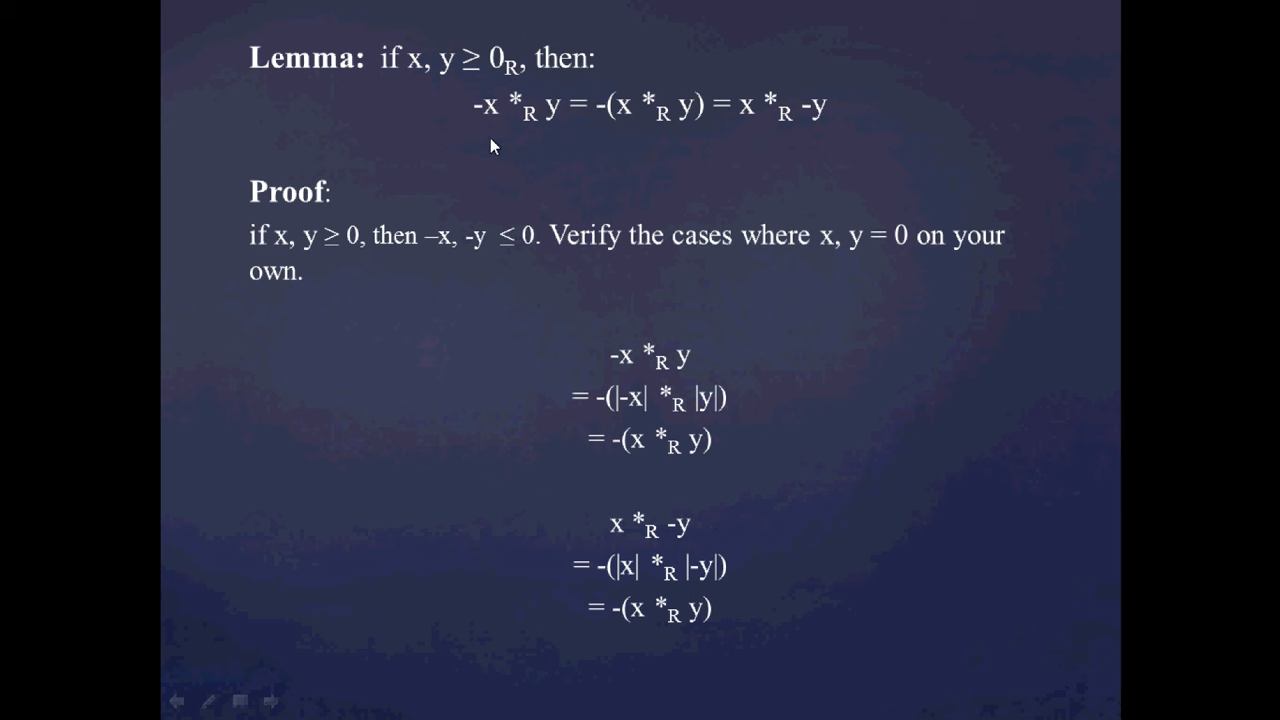 Lemma: if x, y ≥ 0R, then:
-x *R y = -(x *R y) = x *R -y
Proof:
if x, y ≥ 0, then –x, -y ≤ 0. Verify the cases where x, y = 0 on your
own.
-x *R y
= -(|-x| *R |y|)
= -(x *R y)
x *R -y
= -(|x| *R |-y|)
= -(x *R y)